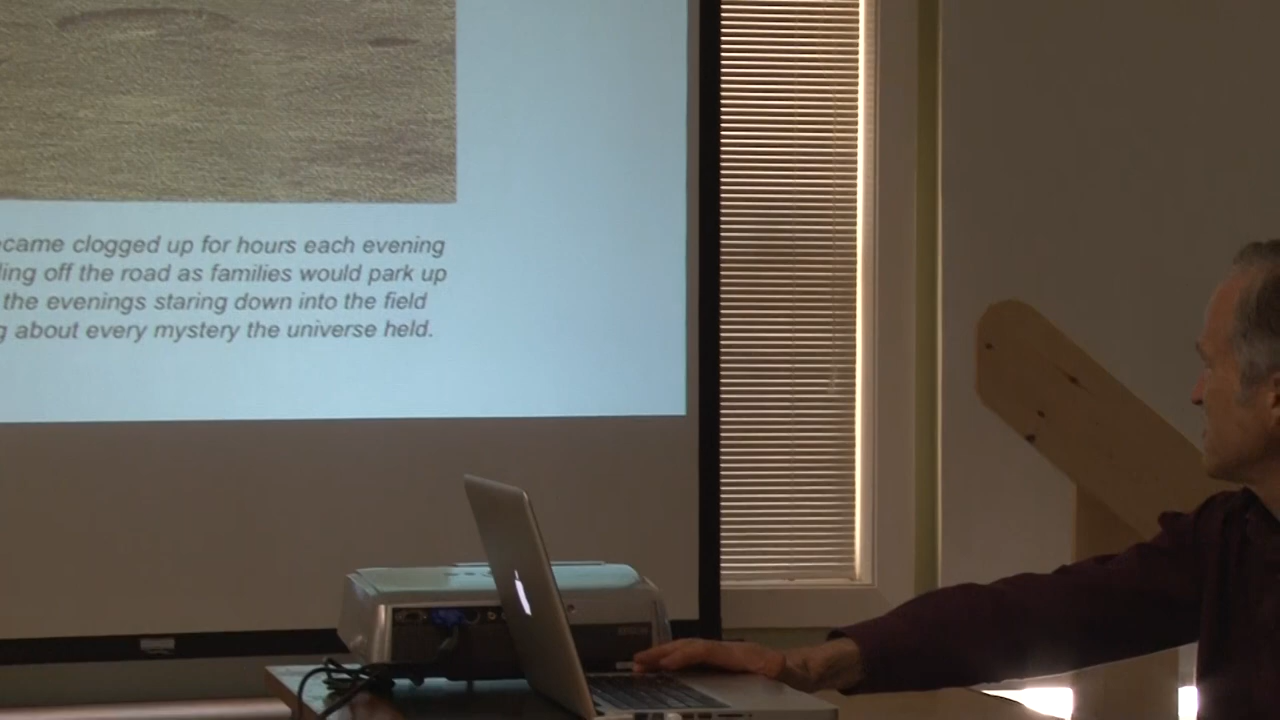 came clogged up for hours each evening
ling off the road as families would park up
the evenings staring down into the field
g about every mystery the universe held.